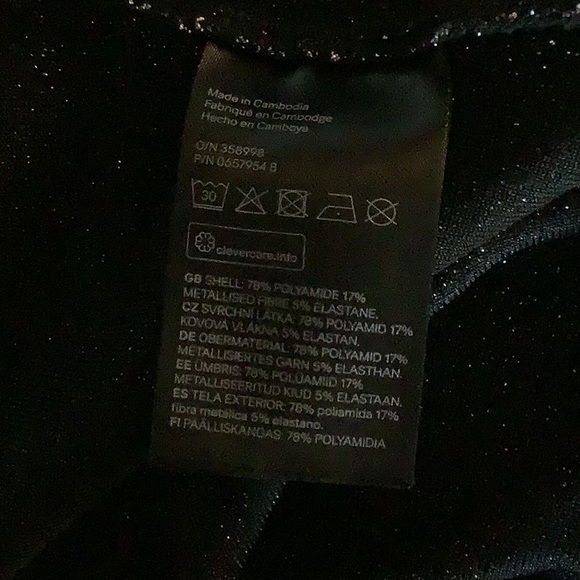 Made in Cambodia
Fabriqué en Cambodge
Hecho en Camboya
O/N 358998
P/N 0657954 8
30
clevercare.info
GB SHELL: 78% POLYAMIDE 17%
METALLISED FIBRE 5% ELASTANE.
CZ SVRCHNÍ LÁTKA: 78% POLYAMID 17%
KOVOVÁ VLÁKNA 5% ELASTAN.
DE OBERMATERIAL: 78% POLYAMID 17%
METALLISIERTES GARN 5% ELASTHAN.
EE ÜMBRIS: 78% POLÜAMIID 17%
METALLISEERITUD KIUD 5% ELASTAAN.
ES TELA EXTERIOR: 78% poliamida 17%
fibra metálica 5% elastano.
FI PÄÄLLISKANGAS: 78% POLYAMIDIA